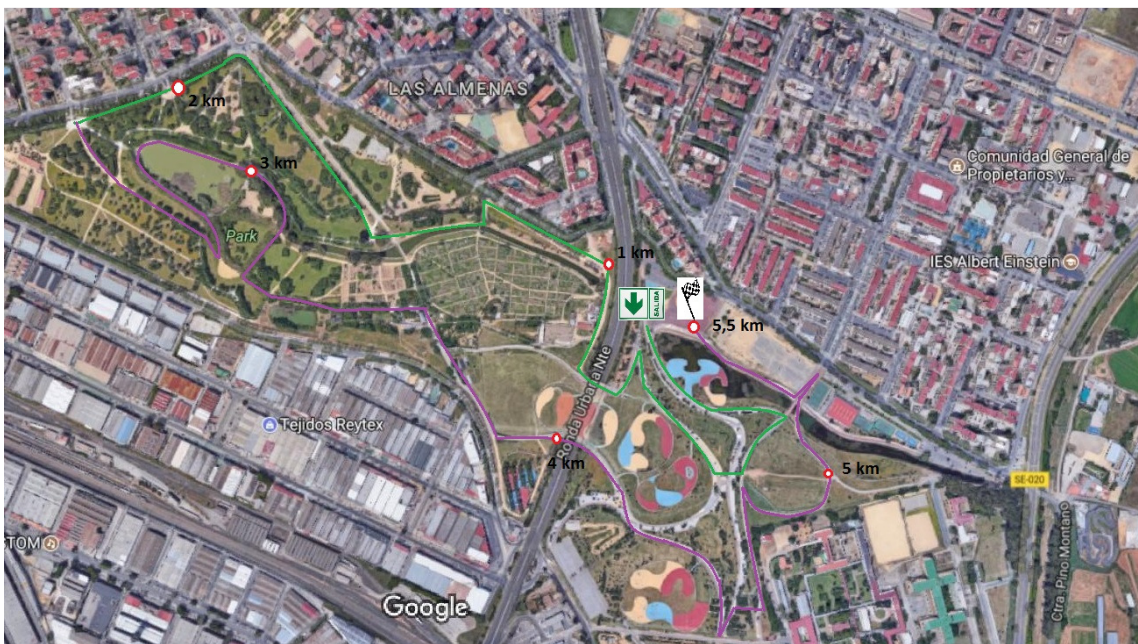 2 km
LAS ALMENAS
3 km
Park
Comunidad General de
Propietarios y...
1 km
IES Albert Einstein
SALIDA
5,5 km
Ronda Urbana Nte
Tejidos Reytex
4 km
5 km
SE-020
STOM
Ctra. Pino Montano
Google